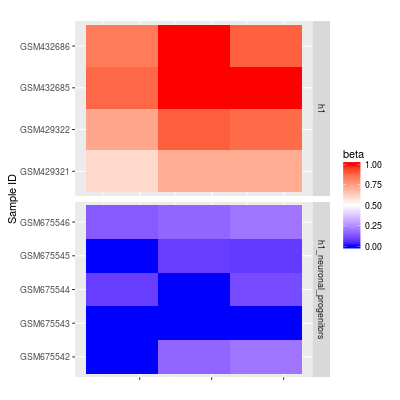 Sample ID
GSM432686
GSM432685
GSM429322
GSM429321
h1
GSM675546
GSM675545
GSM675544
GSM675543
GSM675542
h1_neuronal_progenitors
beta
1.00
0.75
0.50
0.25
0.00